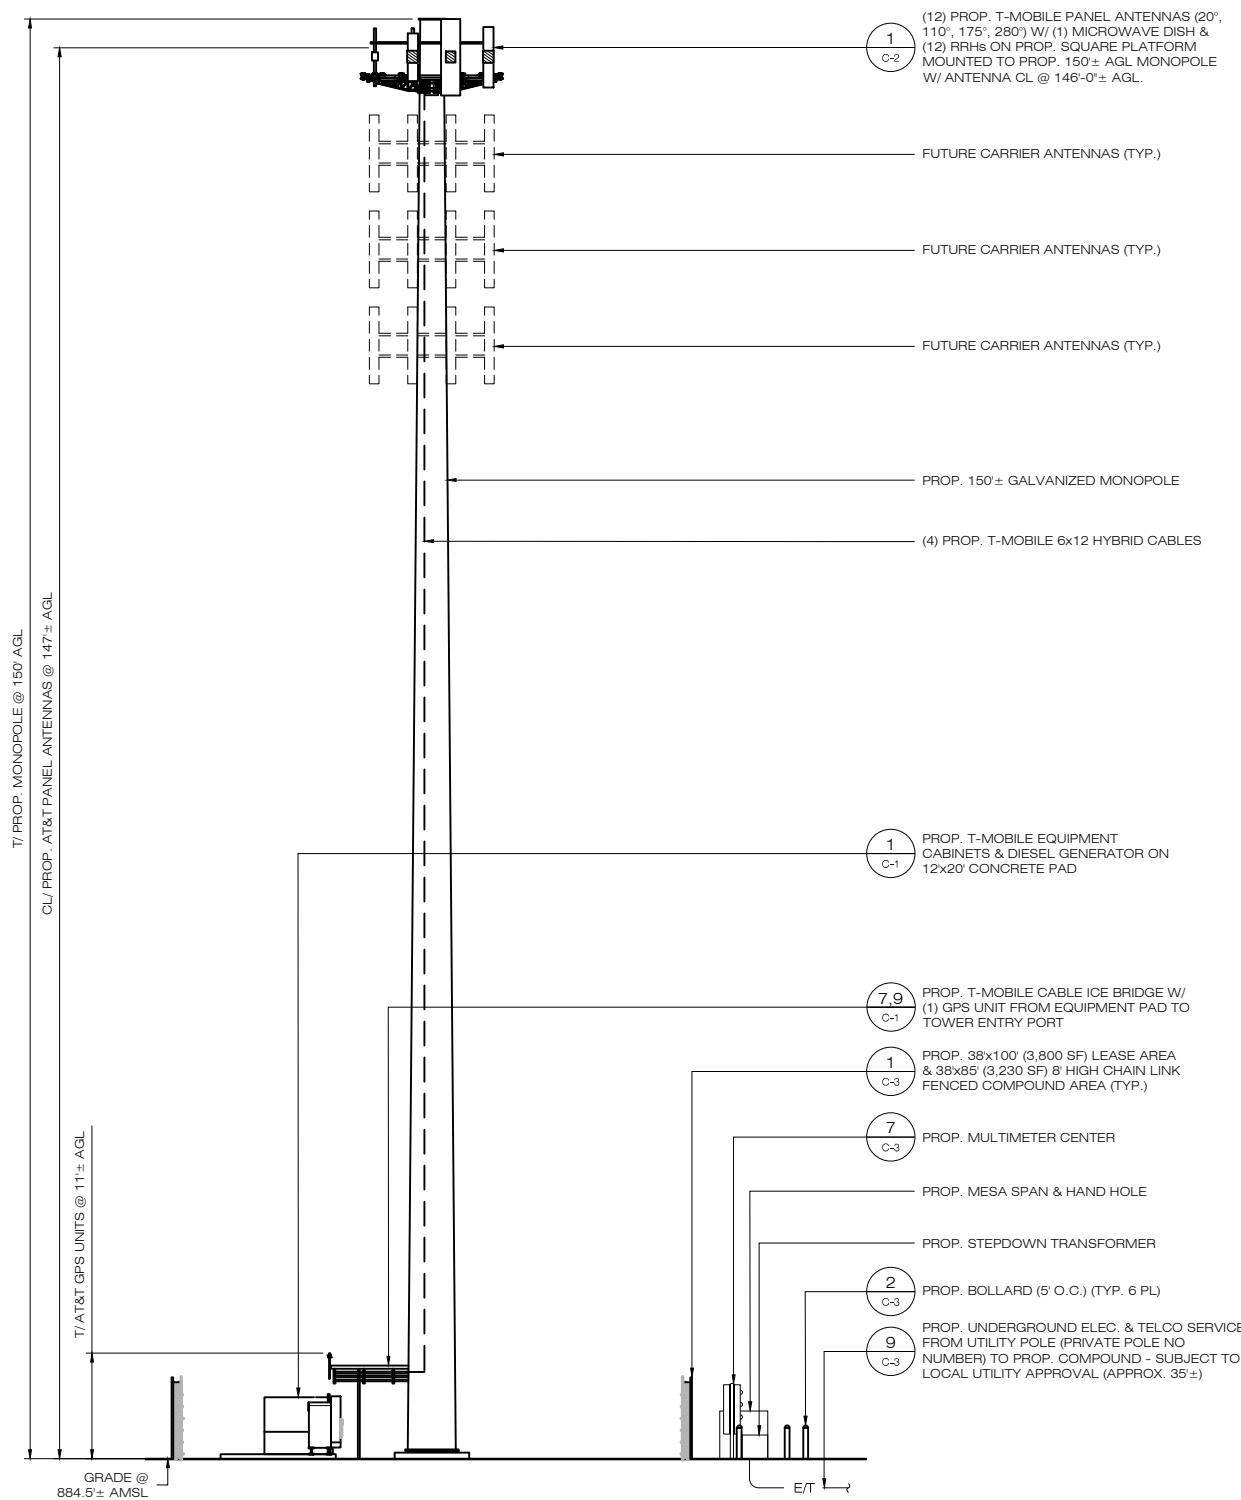 (12) PROP. T-MOBILE PANEL ANTENNAS (20°,
110°, 175°, 280°) W/ (1) MICROWAVE DISH &
(12) RRHs ON PROP. SQUARE PLATFORM
MOUNTED TO PROP. 150'± AGL MONOPOLE
W/ ANTENNA CL @ 146'-0"± AGL.
1
C-2
FUTURE CARRIER ANTENNAS (TYP.)
FUTURE CARRIER ANTENNAS (TYP.)
FUTURE CARRIER ANTENNAS (TYP.)
PROP. 150'± GALVANIZED MONOPOLE
(4) PROP. T-MOBILE 6x12 HYBRID CABLES
T/ PROP. MONOPOLE @ 150' AGL
CL/ PROP. AT&T PANEL ANTENNAS @ 147'± AGL
1
C-1
PROP. T-MOBILE EQUIPMENT
CABINETS & DIESEL GENERATOR ON
12'x20' CONCRETE PAD
7,9
C-1
PROP. T-MOBILE CABLE ICE BRIDGE W/
(1) GPS UNIT FROM EQUIPMENT PAD TO
TOWER ENTRY PORT
1
C-3
PROP. 38'x100' (3,800 SF) LEASE AREA
& 38'x85' (3,230 SF) 8' HIGH CHAIN LINK
FENCED COMPOUND AREA (TYP.)
7
C-3
PROP. MULTIMETER CENTER
PROP. MESA SPAN & HAND HOLE
PROP. STEPDOWN TRANSFORMER
2
C-3
PROP. BOLLARD (5' O.C.) (TYP. 6 PL)
9
C-3
PROP. UNDERGROUND ELEC. & TELCO SERVICE
FROM UTILITY POLE (PRIVATE POLE NO
NUMBER) TO PROP. COMPOUND - SUBJECT TO
LOCAL UTILITY APPROVAL (APPROX. 35'±)
T/ AT&T GPS UNITS @ 11'± AGL
GRADE @
884.5'± AMSL
E/T